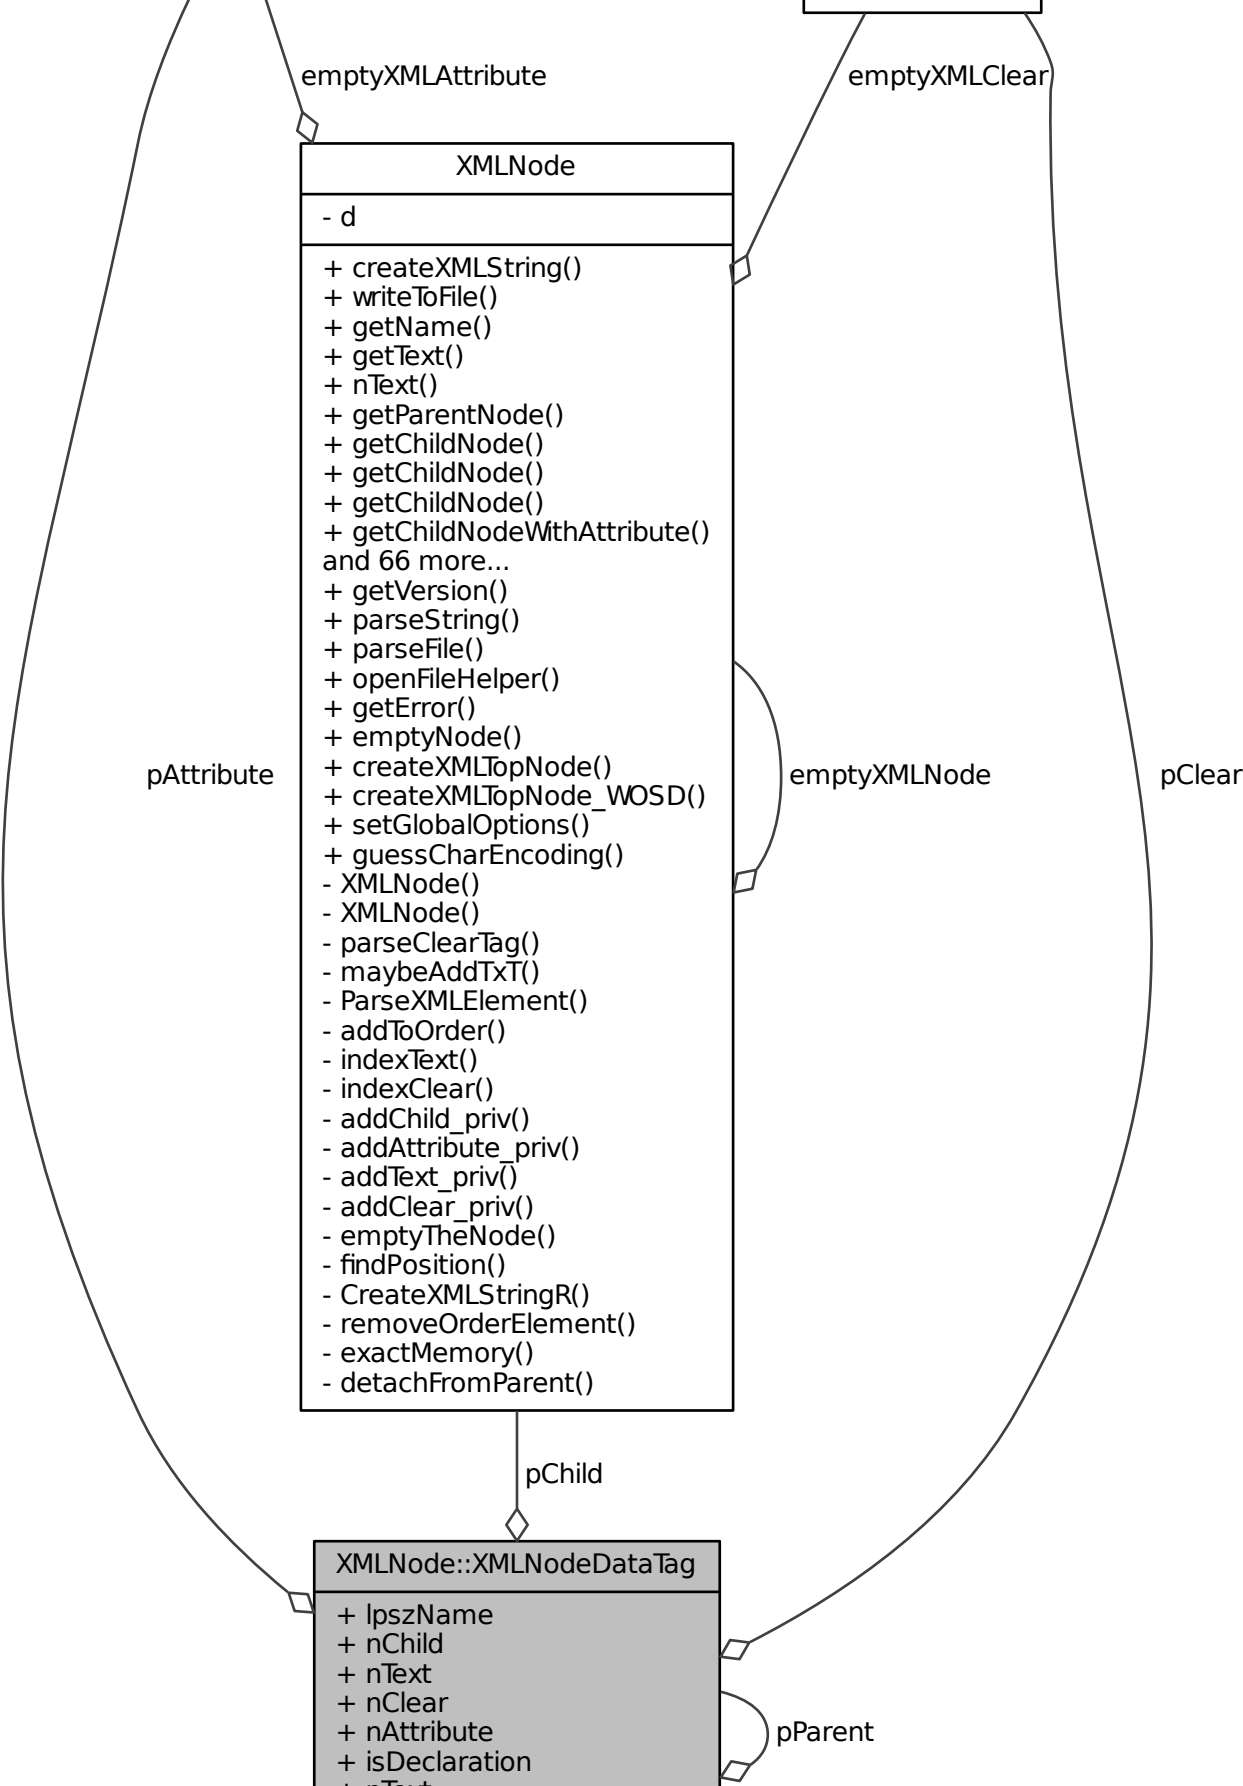 emptyXMLAttribute
emptyXMLClear
XMLNode
- d
+ createXMLString()
+ writeToFile()
+ getName()
+ getText()
+ nText()
+ getParentNode()
+ getChildNode()
+ getChildNode()
+ getChildNode()
+ getChildNodeWithAttribute()
and 66 more...
+ getVersion()
+ parseString()
+ parseFile()
+ openFileHelper()
+ getError()
+ emptyNode()
+ createXMLTopNode()
+ createXMLTopNode_WOSD()
+ setGlobalOptions()
+ guessCharEncoding()
- XMLNode()
- XMLNode()
- parseClearTag()
- maybeAddTxT()
- ParseXMLElement()
- addToOrder()
- indexText()
- indexClear()
- addChild_priv()
- addAttribute_priv()
- addText_priv()
- addClear_priv()
- emptyTheNode()
- findPosition()
- CreateXMLStringR()
- removeOrderElement()
- exactMemory()
- detachFromParent()
pAttribute
emptyXMLNode
pClear
pChild
XMLNode::XMLNodeDataTag
+ lpszName
+ nChild
+ nText
+ nClear
+ nAttribute
+ isDeclaration
pParent